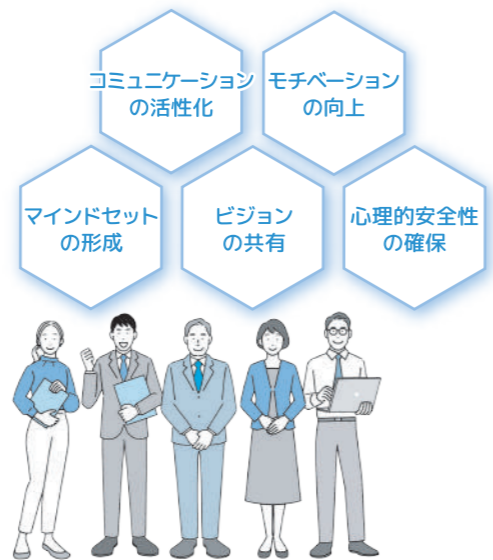 コミュニケーション
の活性化
モチベーション
の向上
マインドセット
の形成
ビジョン
の共有
心理的安全性
の確保